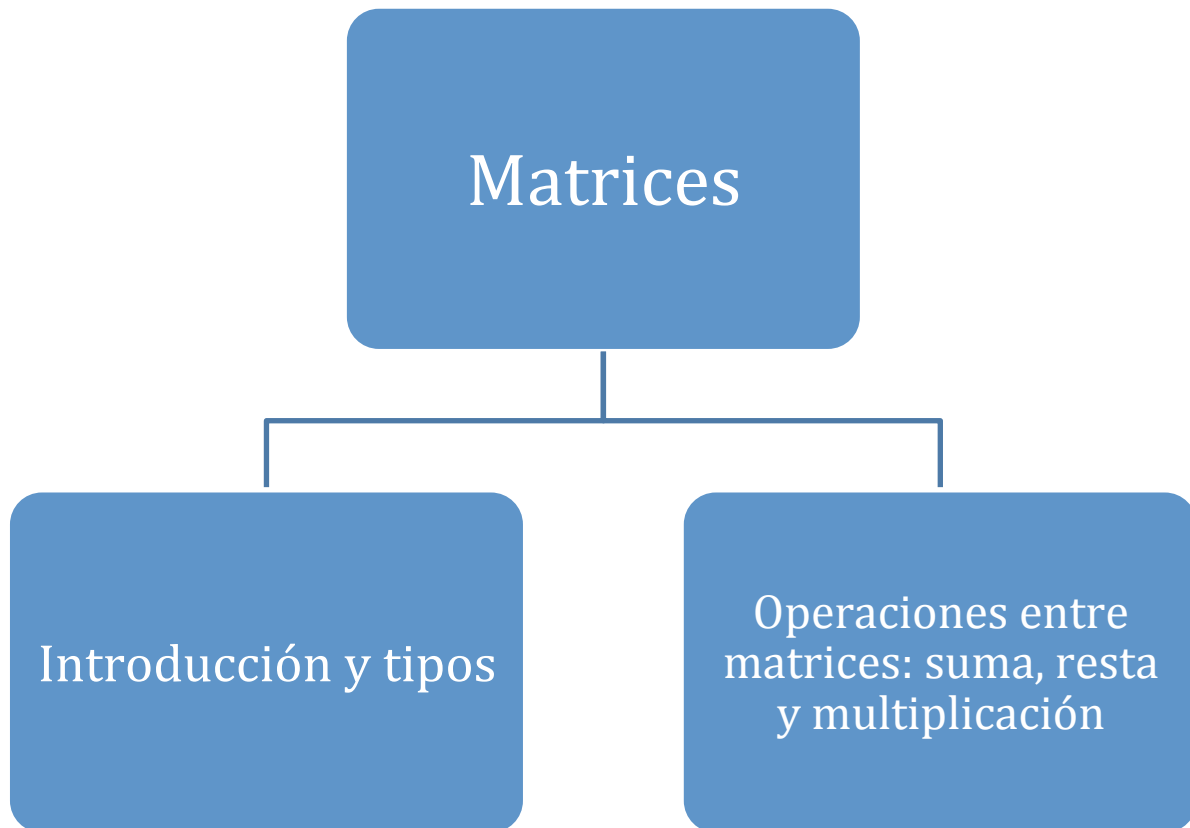 Matrices
Introducción y tipos
Operaciones entre
matrices: suma, resta
y multiplicación